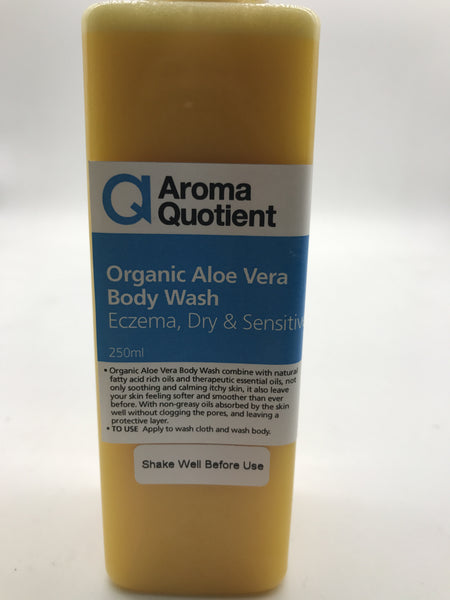 Aroma
Quotient
Organic Aloe Vera
Body Wash
Eczema, Dry & Sensitiv
250ml
• Organic Aloe Vera Body Wash combine with natural
fatty acid rich oils and therapeutic essential oils, not
only soothing and calming itchy skin, it also leave
your skin feeling softer and smoother than ever
before. With non-greasy oils absorbed by the skin
well without clogging the pores, and leaving a
protective layer.
• TO USE Apply to wash cloth and wash body.
Shake Well Before Use